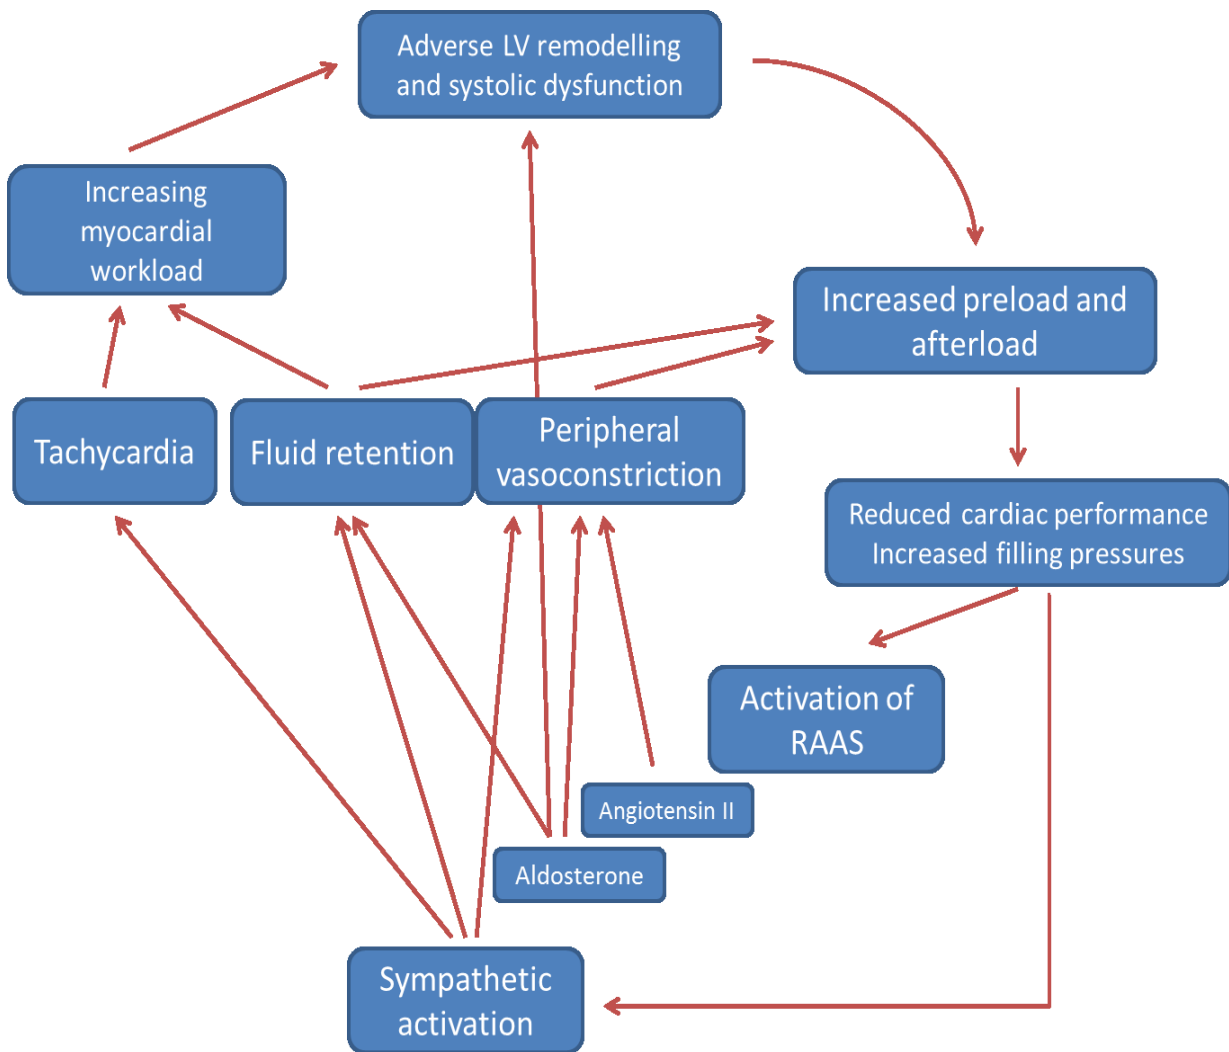 Adverse LV remodelling
and systolic dysfunction
Increasing
myocardial
workload
Increased preload and
afterload
Tachycardia
Fluid retention
Peripheral
vasoconstriction
Reduced cardiac performance
Increased filling pressures
Activation of
RAAS
Angiotensin II
Aldosterone
Sympathetic
activation